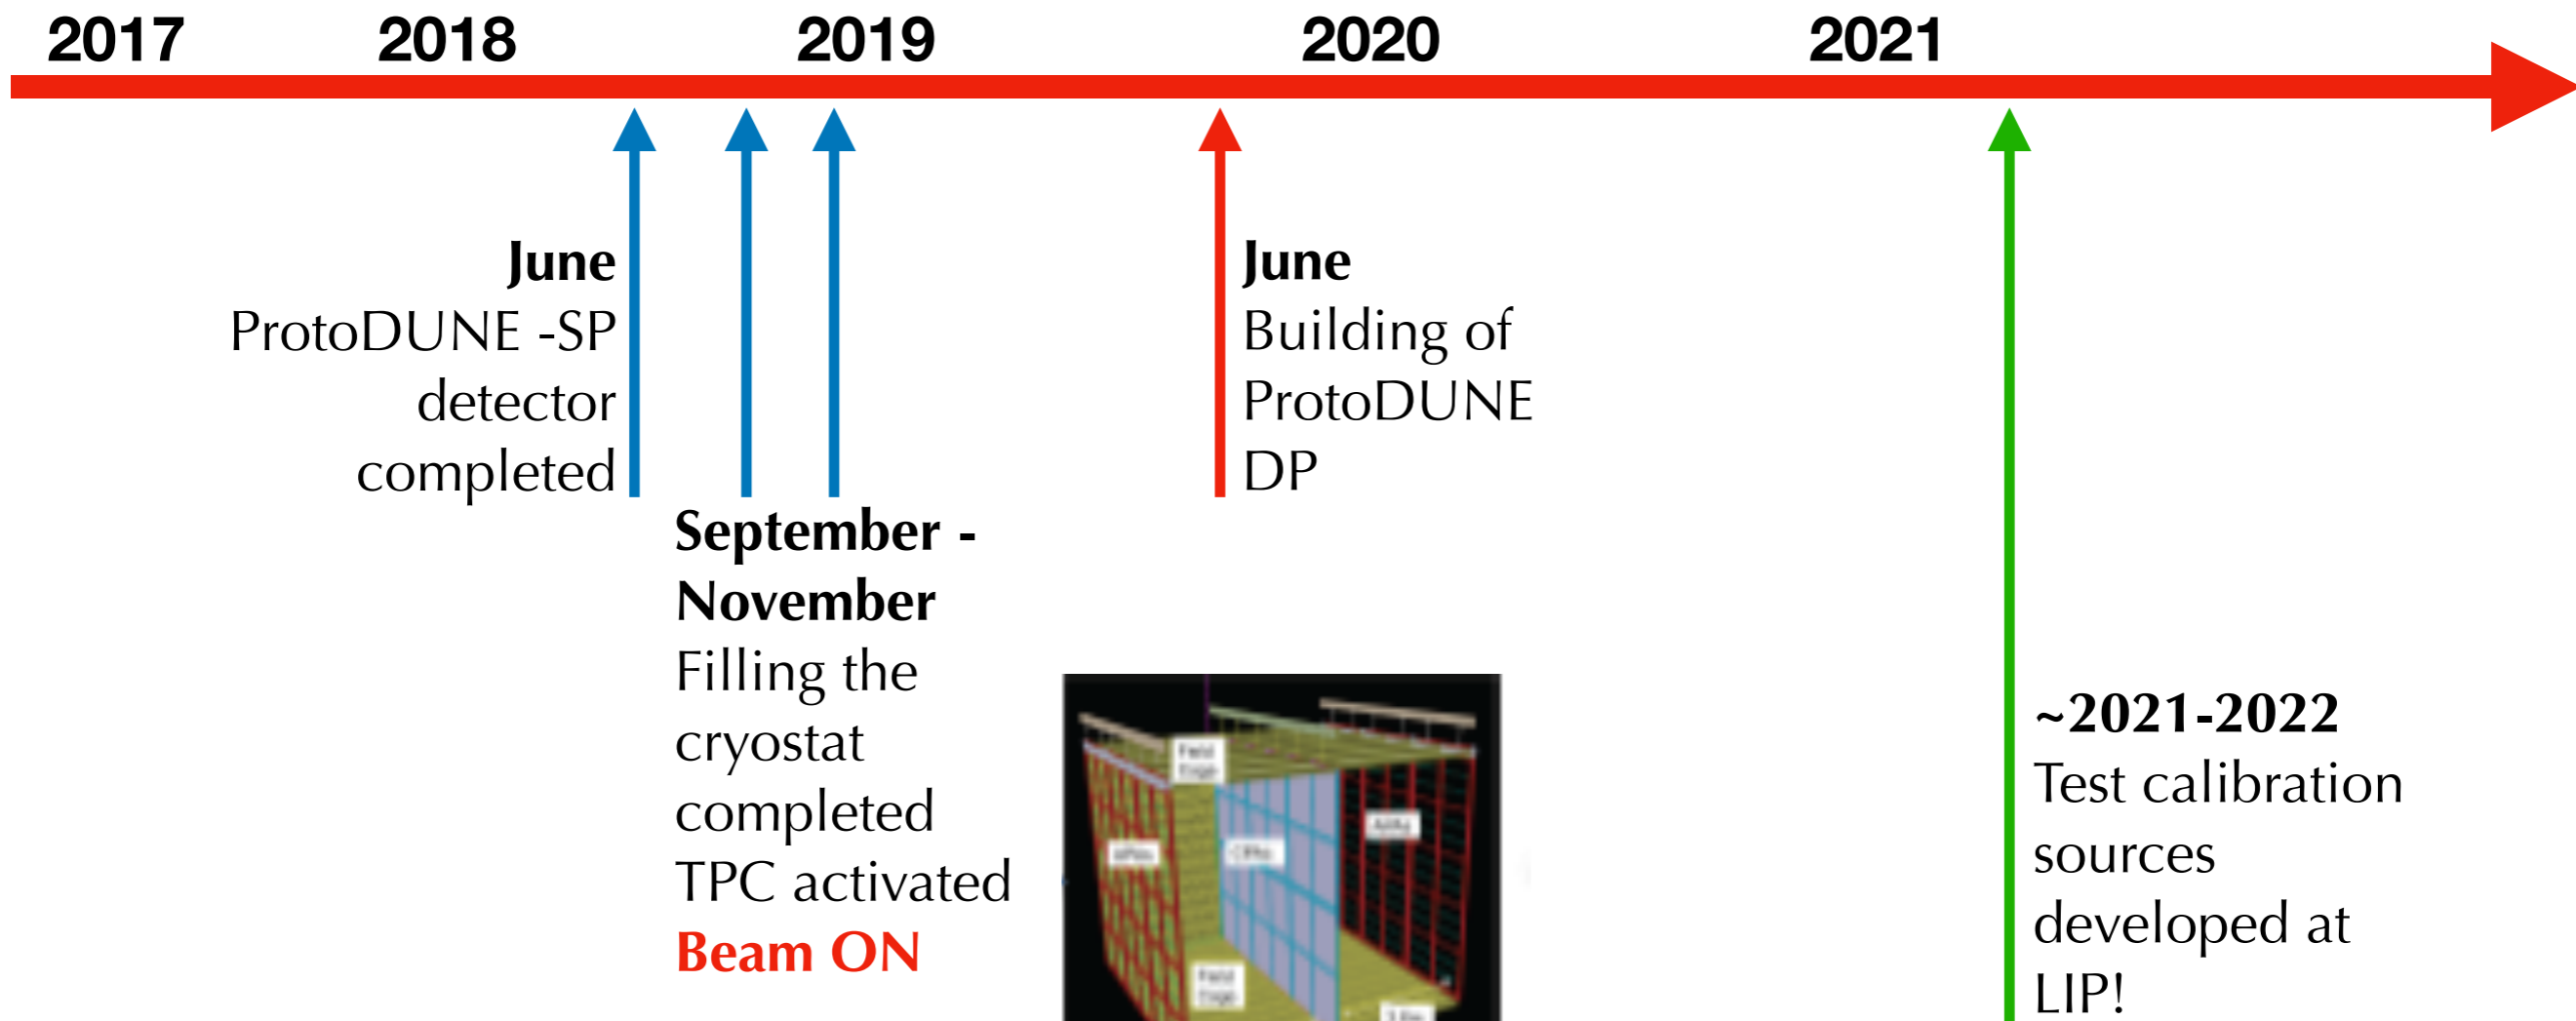 2017 2018 2019 2020 2021
June
ProtoDUNE -SP
detector
completed
September -
November
Filling the
cryostat
completed
TPC activated
Beam ON
June
Building of
ProtoDUNE
DP
~2021-2022
Test calibration
sources
developed at
LIP!